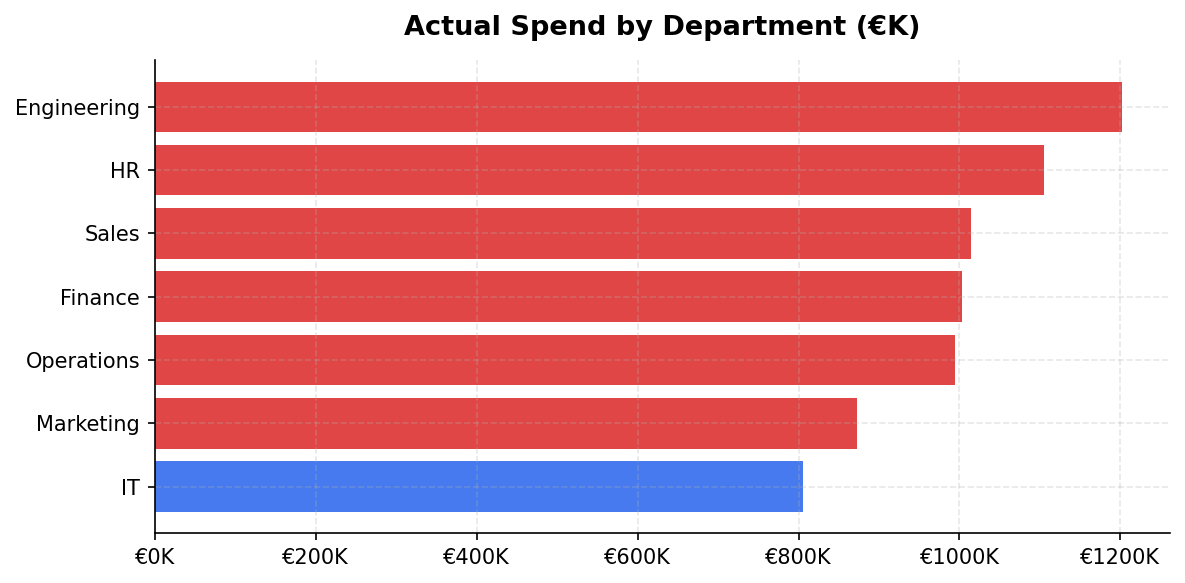 Actual Spend by Department (€K)
Engineering
HR
Sales
Finance
Operations
Marketing
IT
€0K €200K €400K €600K €800K €1000K €1200K